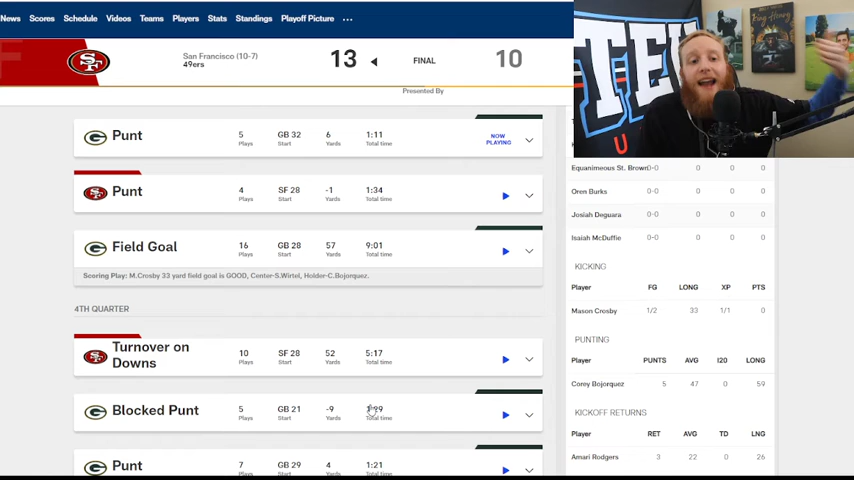 News Scores Schedule Videos Teams Players Stats Standings Playoff Picture ...
San Francisco (10-7)
49ers
13 FINAL 10
Presented By
Punt 5 GB 32 6 1:11 NOW PLAYING
Plays Start Yards Total time
Punt 4 SF 28 -1 1:34
Plays Start Yards Total time
Field Goal 16 GB 28 57 9:01
Plays Start Yards Total time
Scoring Play: M.Crosby 33 yard field goal is GOOD, Center-S.Wirtel, Holder-C.Bojorquez.
4TH QUARTER
Turnover on Downs 10 SF 28 52 5:17
Plays Start Yards Total time
Blocked Punt 5 GB 21 -9
Plays Start Yards Total time
Punt 7 GB 29 4 1:21
Plays Start Yards Total time
King Henry
Equanimeous St. Brown 0-0 0 0 0
Oren Burks 0-0 0 0 0
Josiah Deguara 0-0 0 0 0
Isaiah McDuffie 0-0 0 0 0
KICKING
Player FG LONG XP PTS
Mason Crosby 1/2 33 1/1 0
PUNTING
Player PUNTS AVG I20 LONG
Corey Bojorquez 5 47 0 59
KICKOFF RETURNS
Player RET AVG TD LNG
Amari Rodgers 3 22 0 26